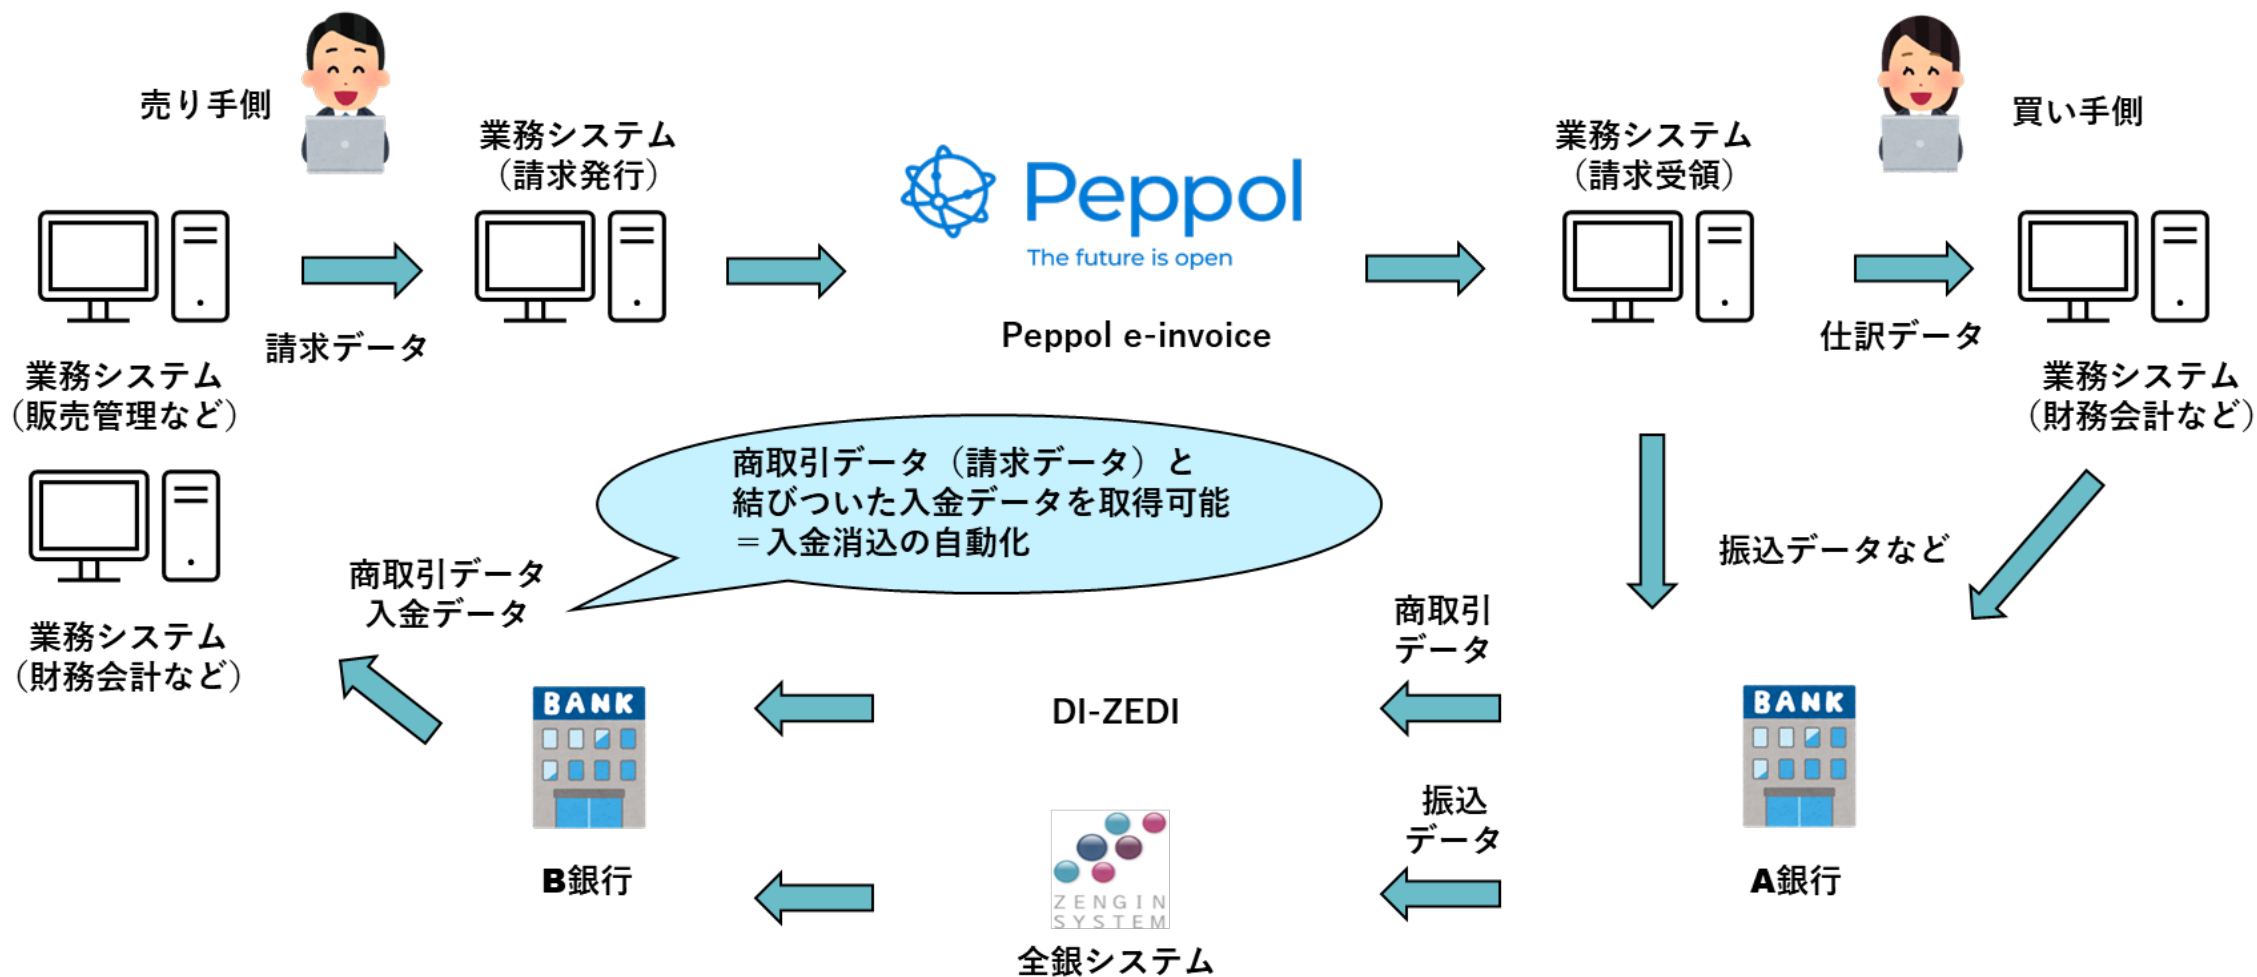 売り手側
業務システム
（請求発行）
Peppol
The future is open
Peppol e-invoice
業務システム
（請求受領）
買い手側
請求データ
仕訳データ
業務システム
（販売管理など）
業務システム
（財務会計など）
商取引データ（請求データ）と
結びついた入金データを取得可能
＝入金消込の自動化
振込データなど
商取引データ
入金データ
業務システム
（財務会計など）
商取引
データ
DI-ZEDI
BANK
BANK
振込
データ
B銀行
A銀行
ZENGIN
SYSTEM
全銀システム